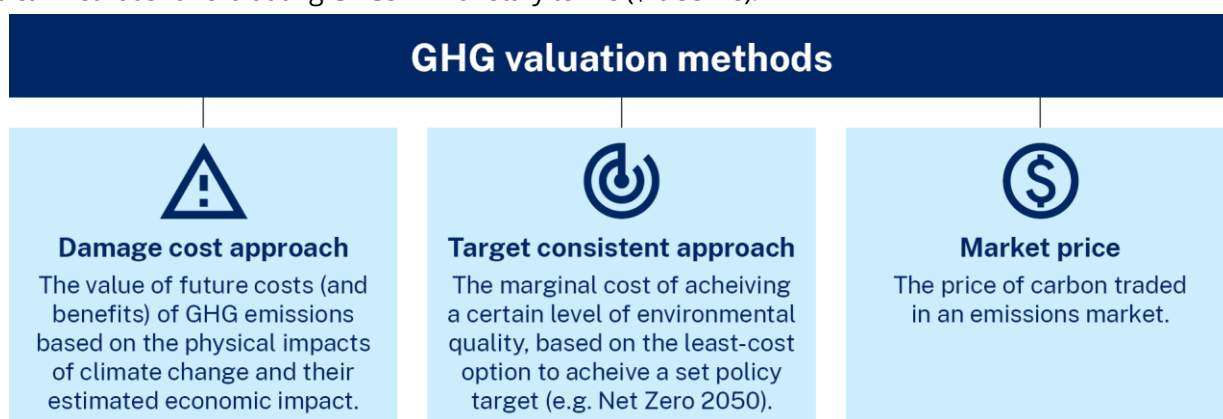 GHG valuation methods
Damage cost approach
The value of future costs (and
benefits) of GHG emissions
based on the physical impacts
of climate change and their
estimated economic impact.
Target consistent approach
The marginal cost of acheiving
a certain level of environmental
quality, based on the least-cost
option to acheive a set policy
target (e.g. Net Zero 2050).
Market price
The price of carbon traded
in an emissions market.